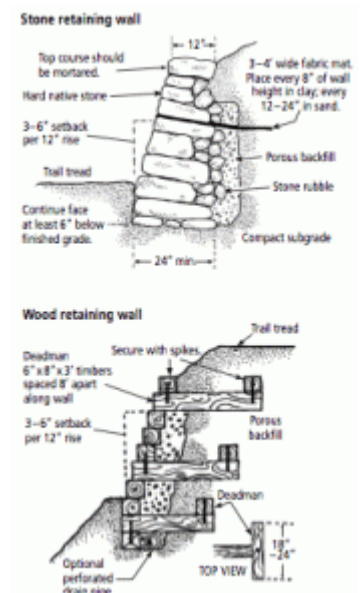 Stone retaining wall
12"
Top course should
be mortared.
3–4' wide fabric mat.
Place every 8" of wall
height in clay; every
12–24" in sand.
Hard native stone
3–6" setback
per 12" rise
Porous backfill
Trail tread
Stone rubble
Continue face
at least 6" below
finished grade.
Compact subgrade
24" min.
Wood retaining wall
Trail tread
Deadman
6"x8"x3' timbers
spaced 8' apart
along wall
Secure with spikes
3–6" setback
per 12" rise
Porous
backfill
Deadman
18"
–24"
Optional
perforated
drain pipe
TOP VIEW